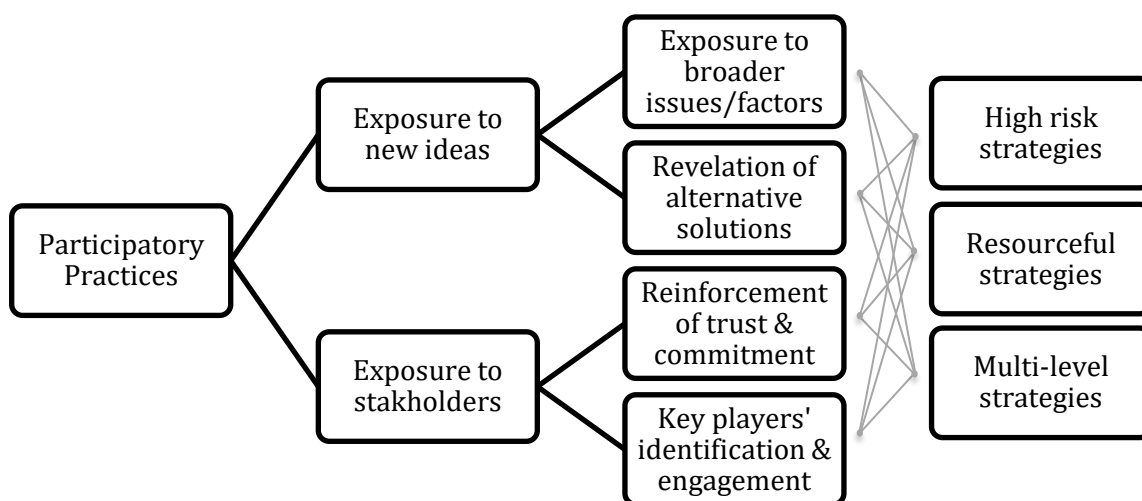 Participatory
Practices
Exposure to
new ideas
Exposure to
stakholders
Exposure to
broader
issues/factors
Revelation of
alternative
solutions
Reinforcement
of trust &
commitment
Key players'
identification &
engagement
High risk
strategies
Resourceful
strategies
Multi-level
strategies